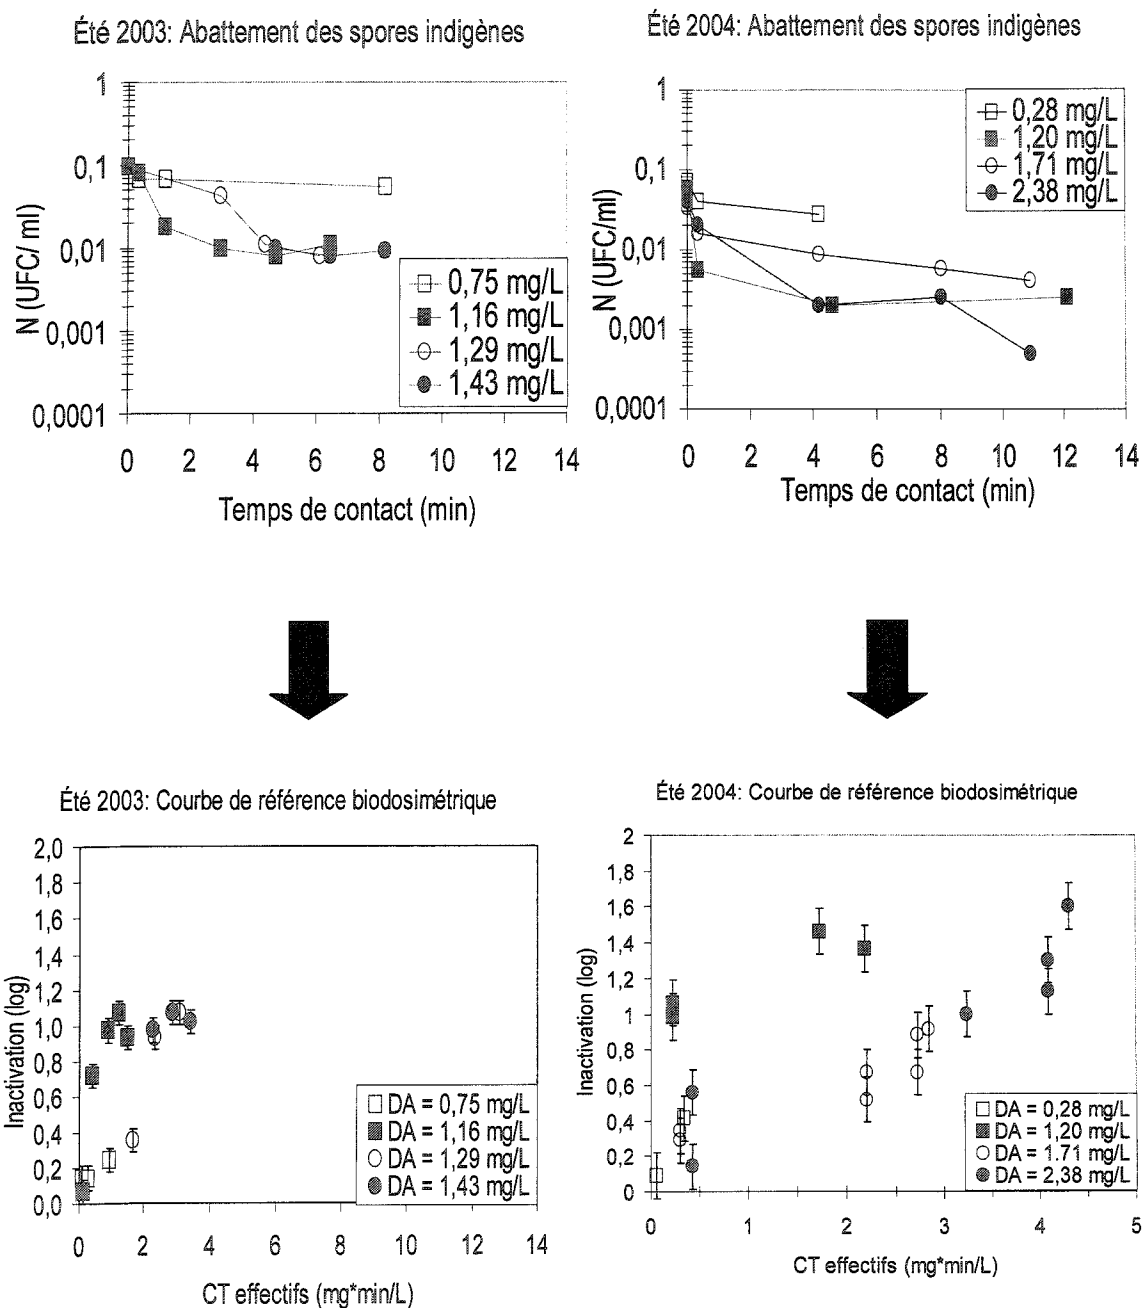 Été 2003: Abattement des spores indigènes
1
0,1
0,01
0,001
0,0001
N (UFC/ ml)
0 2 4 6 8 10 12 14
Temps de contact (min)
0,75 mg/L
1,16 mg/L
1,29 mg/L
1,43 mg/L
Été 2004: Abattement des spores indigènes
1
0,1
0,01
0,001
0,0001
N (UFC/ml)
0 2 4 6 8 10 12 14
Temps de contact (min)
0,28 mg/L
1,20 mg/L
1,71 mg/L
2,38 mg/L
Été 2003: Courbe de référence biodosimétrique
2,0
1,8
1,6
1,4
1,2
1,0
0,8
0,6
0,4
0,2
0,0
Inactivation (log)
0 2 4 6 8 10 12 14
CT effectifs (mg*min/L)
DA = 0,75 mg/L
DA = 1,16 mg/L
DA = 1,29 mg/L
DA = 1,43 mg/L
Été 2004: Courbe de référence biodosimétrique
2
1,8
1,6
1,4
1,2
1
0,8
0,6
0,4
0,2
0
Inactivation (log)
0 1 2 3 4 5
CT effectifs (mg*min/L)
DA = 0,28 mg/L
DA = 1,20 mg/L
DA = 1.71 mg/L
DA = 2,38 mg/L